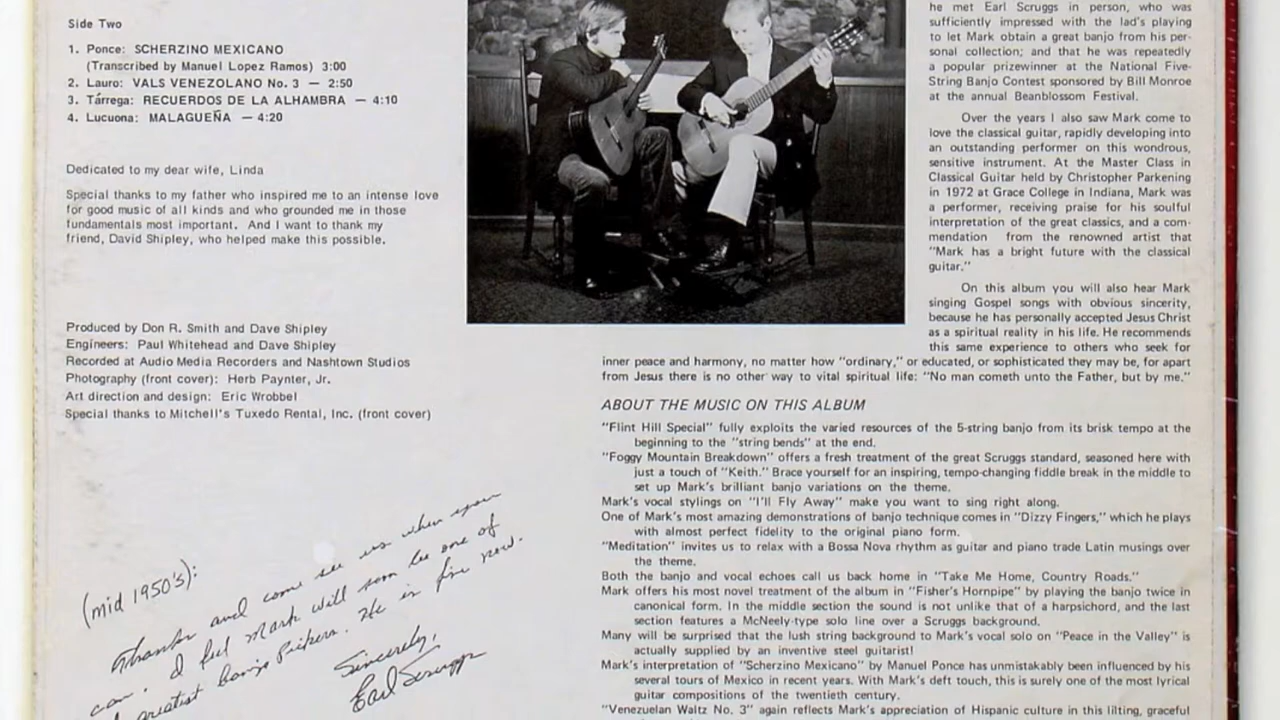 Side Two
1. Ponce: SCHERZINO MEXICANO
(Transcribed by Manuel Lopez Ramos) 3:00
2. Lauro: VALS VENEZOLANO No. 3 — 2:50
3. Tárrega: RECUERDOS DE LA ALHAMBRA — 4:10
4. Lucuona: MALAGUEÑA — 4:20
Dedicated to my dear wife, Linda
Special thanks to my father who inspired me to an intense love
for good music of all kinds and who grounded me in those
fundamentals most important. And I want to thank my
friend, David Shipley, who helped make this possible.
Produced by Don R. Smith and Dave Shipley
Engineers: Paul Whitehead and Dave Shipley
Recorded at Audio Media Recorders and Nashtown Studios
Photography (front cover): Herb Paynter, Jr.
Art direction and design: Eric Wrobbel
Special thanks to Mitchell's Tuxedo Rental, Inc. (front cover)
(mid 1950's):
Thanks and come see us when you
can. I feel Mark will soon be one of
greatest banjo pickers. He is fine now.
Sincerely,
Earl Scruggs
he met Earl Scruggs in person, who was
sufficiently impressed with the lad's playing
to let Mark obtain a great banjo from his per-
sonal collection; and that he was repeatedly
a popular prizewinner at the National Five-
String Banjo Contest sponsored by Bill Monroe
at the annual Beanblossom Festival.
Over the years I also saw Mark come to
love the classical guitar, rapidly developing into
an outstanding performer on this wondrous,
sensitive instrument. At the Master Class in
Classical Guitar held by Christopher Parkening
in 1972 at Grace College in Indiana, Mark was
a performer, receiving praise for his soulful
interpretation of the great classics, and a com-
mendation from the renowned artist that
"Mark has a bright future with the classical
guitar."
On this album you will also hear Mark
singing Gospel songs with obvious sincerity,
because he has personally accepted Jesus Christ
as a spiritual reality in his life. He recommends
this same experience to others who seek for
inner peace and harmony, no matter how "ordinary," or educated, or sophisticated they may be, for apart
from Jesus there is no other way to vital spiritual life: "No man cometh unto the Father, but by me."
ABOUT THE MUSIC ON THIS ALBUM
"Flint Hill Special" fully exploits the varied resources of the 5-string banjo from its brisk tempo at the
beginning to the "string bends" at the end.
"Foggy Mountain Breakdown" offers a fresh treatment of the great Scruggs standard, seasoned here with
just a touch of "Keith." Brace yourself for an inspiring, tempo-changing fiddle break in the middle to
set up Mark's brilliant banjo variations on the theme.
Mark's vocal stylings on "I'll Fly Away" make you want to sing right along.
One of Mark's most amazing demonstrations of banjo technique comes in "Dizzy Fingers," which he plays
with almost perfect fidelity to the original piano form.
"Meditation" invites us to relax with a Bossa Nova rhythm as guitar and piano trade Latin musings over
the theme.
Both the banjo and vocal echoes call us back home in "Take Me Home, Country Roads."
Mark offers his most novel treatment of the album in "Fisher's Hornpipe" by playing the banjo twice in
canonical form. In the middle section the sound is not unlike that of a harpsichord, and the last
section features a McNeely-type solo line over a Scruggs background.
Many will be surprised that the lush string background to Mark's vocal solo on "Peace in the Valley" is
actually supplied by an inventive steel guitarist!
Mark's interpretation of "Scherzino Mexicano" by Manuel Ponce has unmistakably been influenced by his
several tours of Mexico in recent years. With Mark's deft touch, this is surely one of the most lyrical
guitar compositions of the twentieth century.
"Venezuelan Waltz No. 3" again reflects Mark's appreciation of Hispanic culture in this lilting, graceful